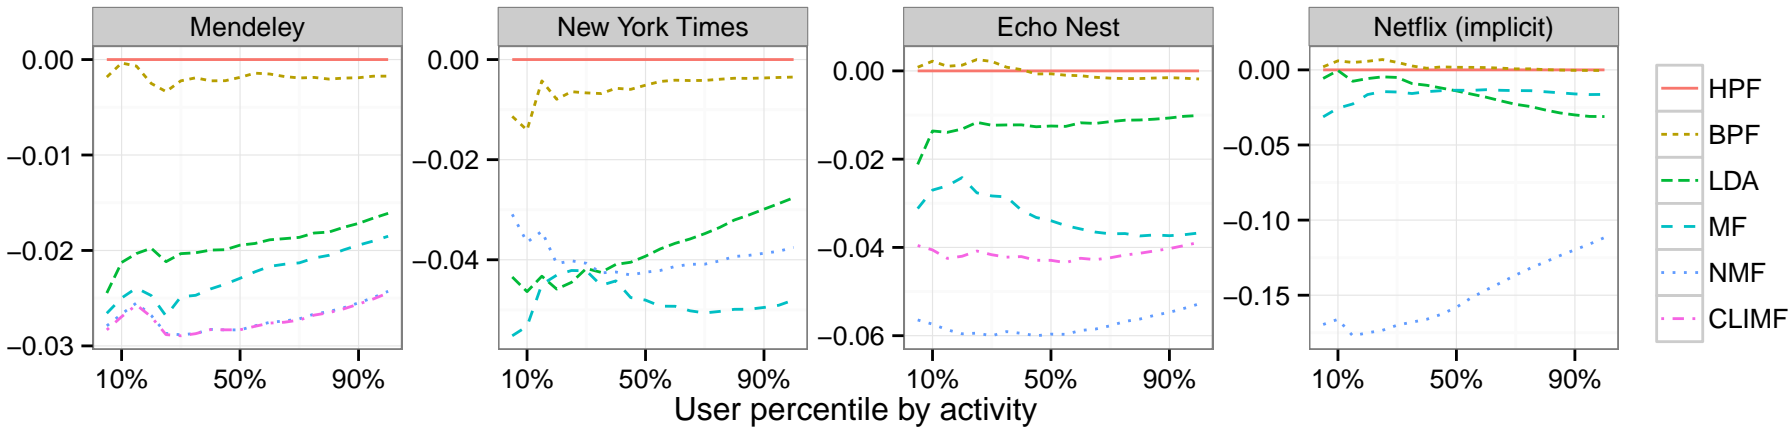 Mendeley
0.00
−0.01
−0.02
−0.03
10% 50% 90%
New York Times
0.00
−0.02
−0.04
10% 50% 90%
Echo Nest
0.00
−0.02
−0.04
−0.06
10% 50% 90%
Netflix (implicit)
0.00
−0.05
−0.10
−0.15
10% 50% 90%
User percentile by activity
HPF
BPF
LDA
MF
NMF
CLIMF